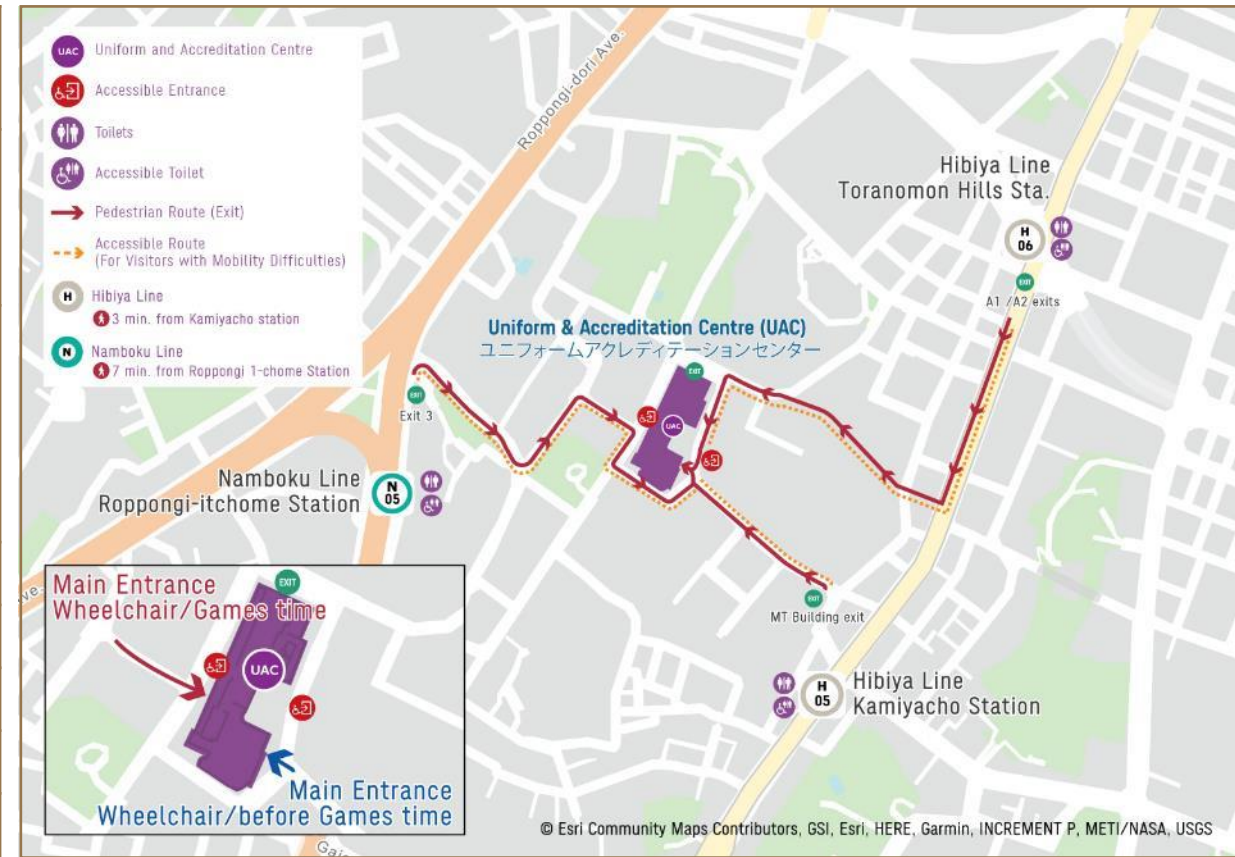 UAC
Uniform and Accreditation Centre
Accessible Entrance
Toilets
Accessible Toilet
Pedestrian Route (Exit)
Accessible Route
(For Visitors with Mobility Difficulties)
H
Hibiya Line
3 min. from Kamiyacho station
N
Namboku Line
7 min. from Roppongi 1-chome Station
Roppongi-dori Ave.
Hibiya Line
Toranomon Hills Sta.
H
06
EXIT
A1 /A2 exits
Uniform & Accreditation Centre (UAC)
ユニフォームアクレディテーションセンター
EXIT
UAC
EXIT
Exit 3
Namboku Line
Roppongi-itchome Station
N
05
EXIT
MT Building exit
H
05
Hibiya Line
Kamiyacho Station
Main Entrance
Wheelchair/Games time
EXIT
UAC
Main Entrance
Wheelchair/before Games time
© Esri Community Maps Contributors, GSI, Esri, HERE, Garmin, INCREMENT P, METI/NASA, USGS